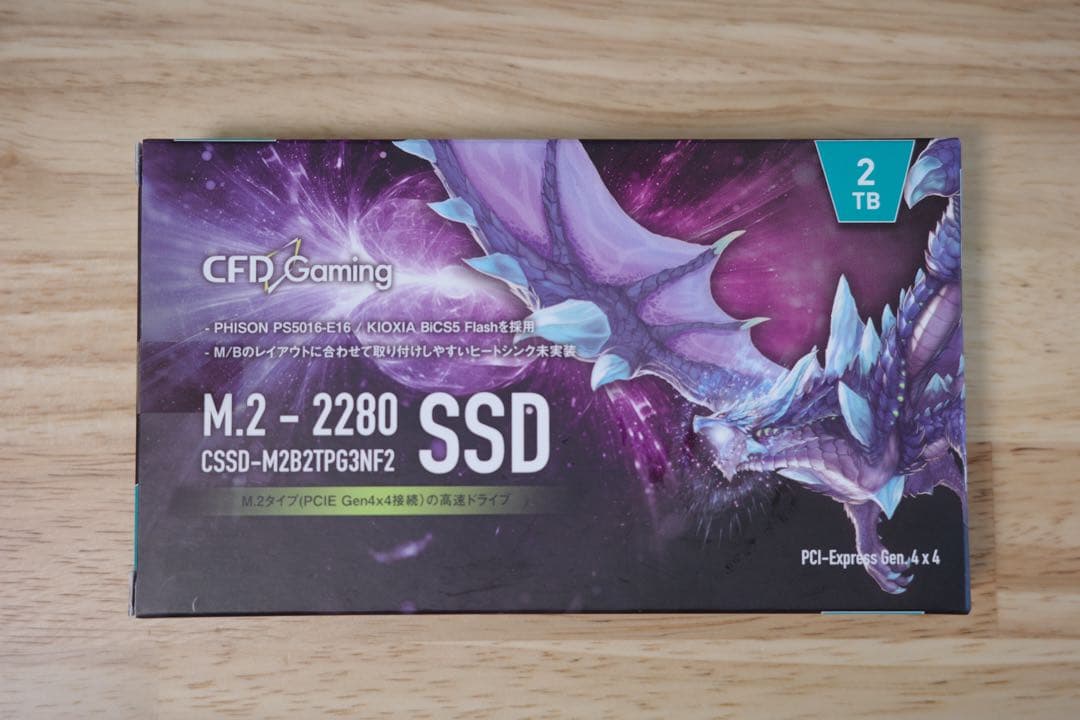 2
TB
CFD Gaming
- PHISON PS5016-E16 / KIOXIA BiCS5 Flashを採用
- M/Bのレイアウトに合わせて取り付けしやすいヒートシンク未実装
M.2 - 2280 SSD
CSSD-M2B2TPG3NF2
M.2タイプ(PCIE Gen4x4接続)の高速ドライブ
PCI-Express Gen. 4 x 4